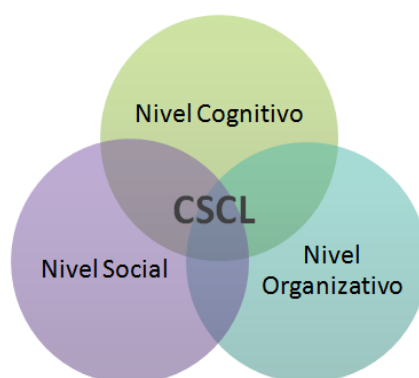 Nivel Cognitivo
CSCL
Nivel Social
Nivel
Organizativo